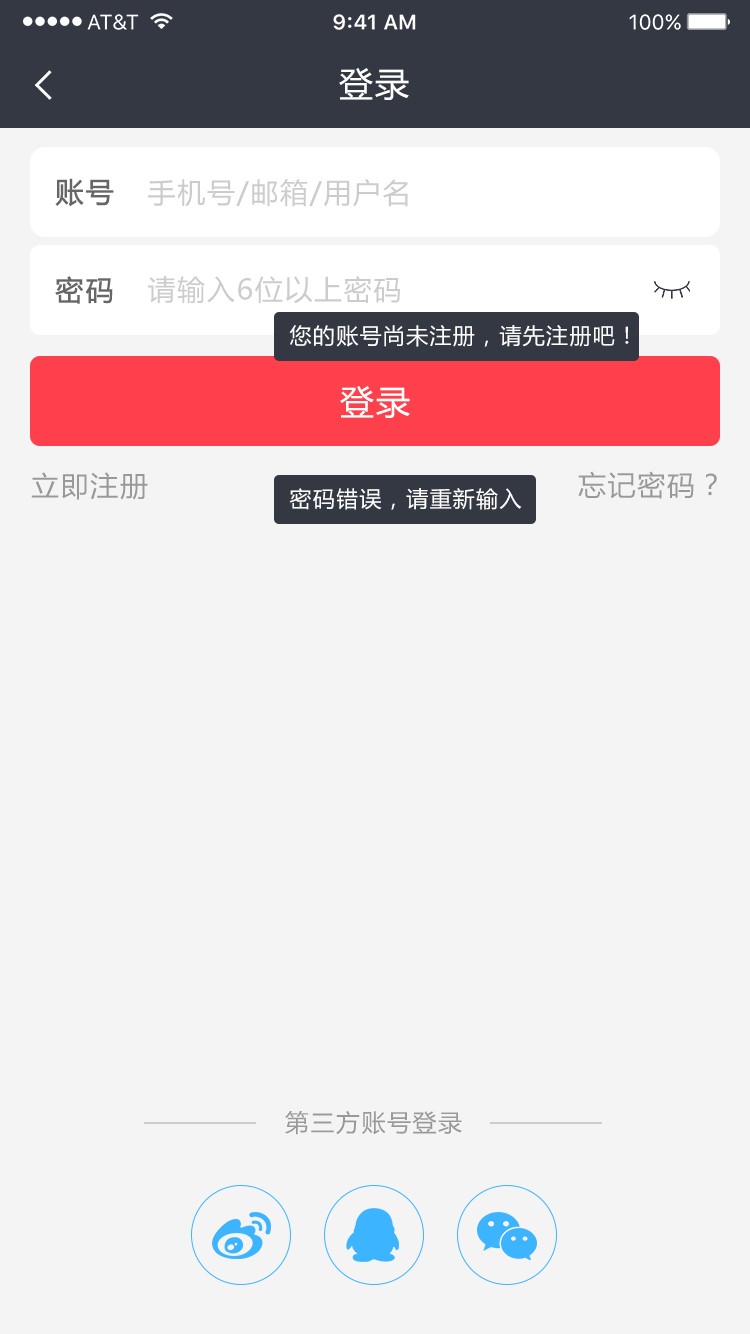 AT&T 9:41 AM 100%
登录
账号 手机号/邮箱/用户名
密码 请输入6位以上密码
您的账号尚未注册，请先注册吧！
登录
立即注册 密码错误，请重新输入 忘记密码？
第三方账号登录